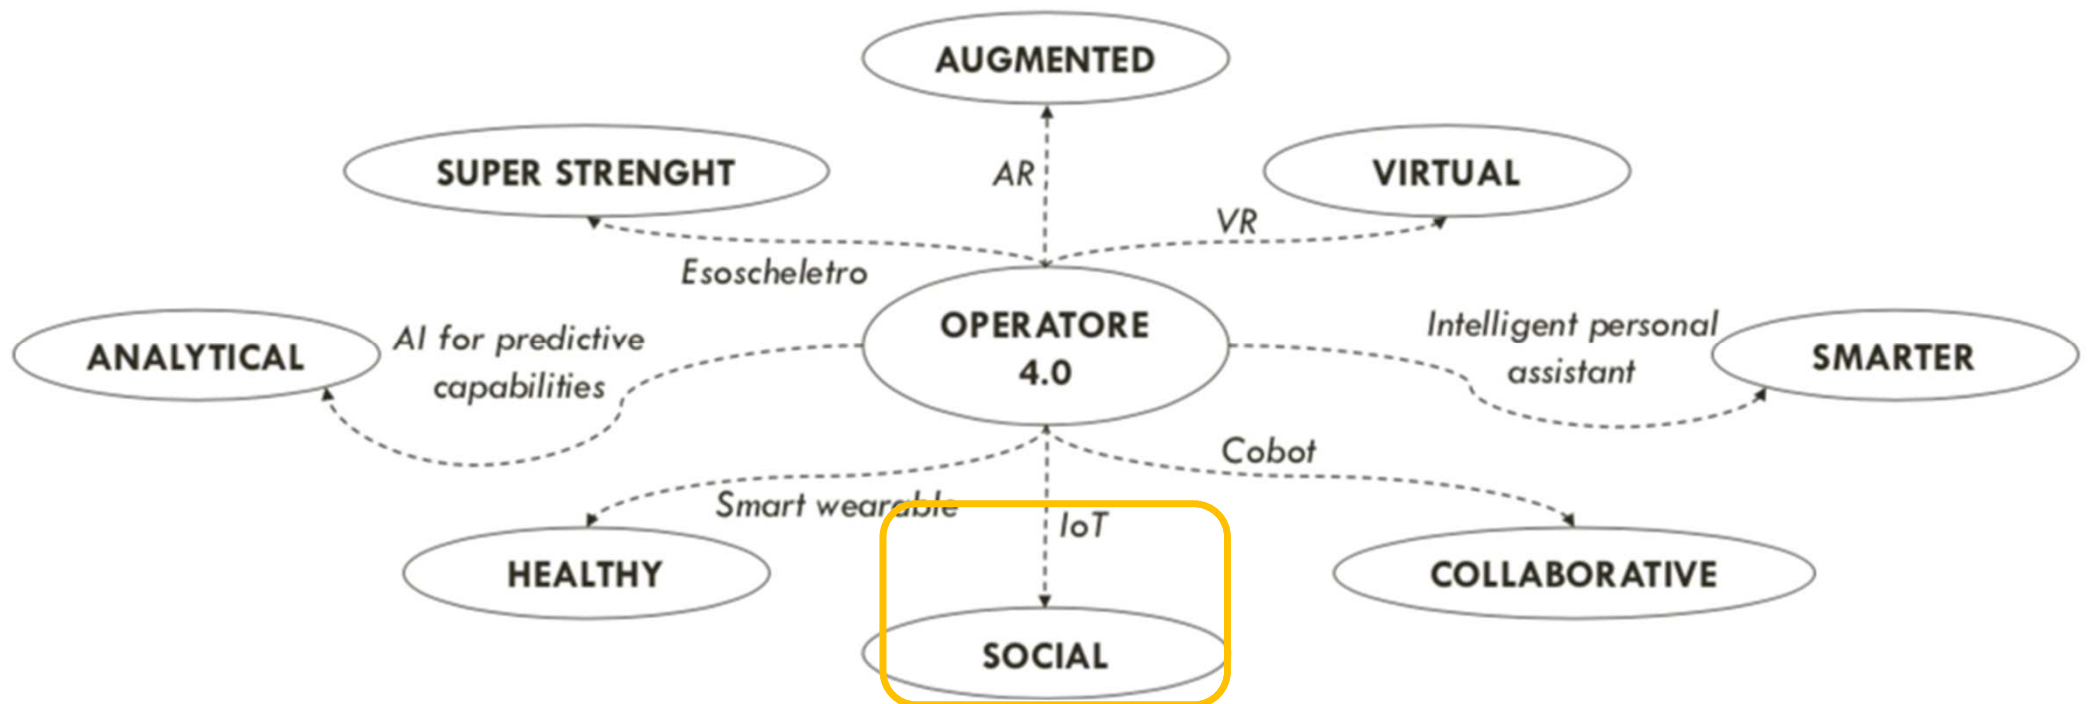 AUGMENTED
SUPER STRENGHT
AR
VIRTUAL
VR
Esoscheletro
OPERATORE
4.0
ANALYTICAL
AI for predictive
capabilities
Intelligent personal
assistant
SMARTER
Cobot
Smart wearable
IoT
HEALTHY
COLLABORATIVE
SOCIAL